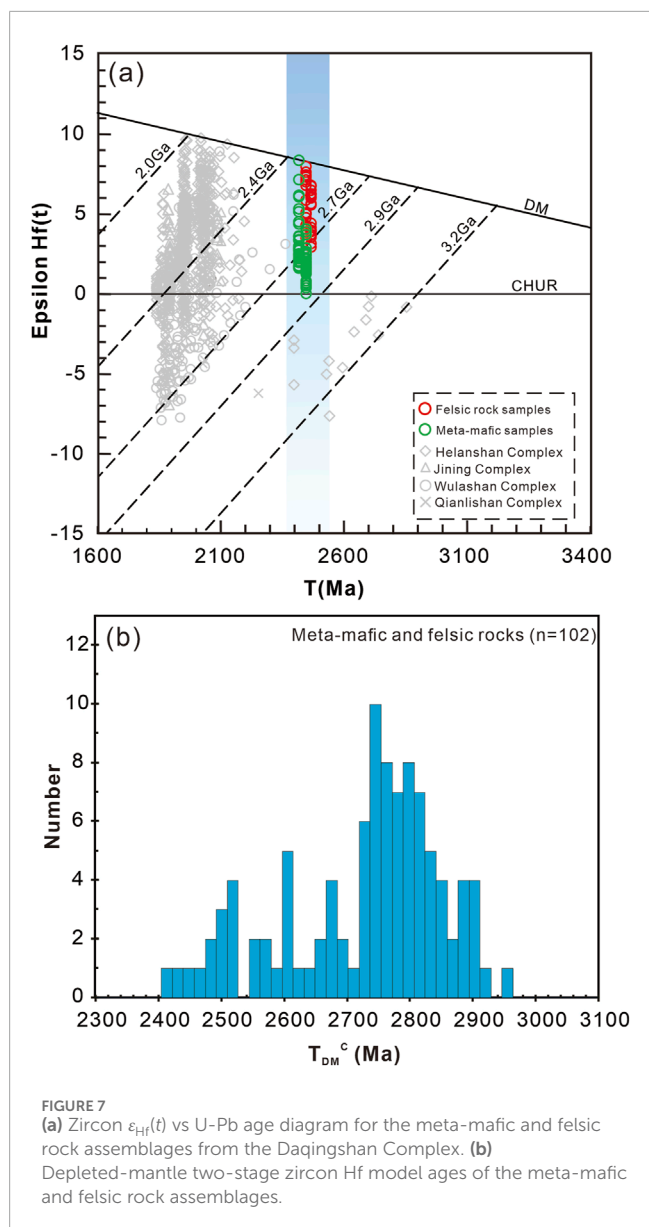 (a)
15
10
5
0
-5
-10
-15
Epsilon Hf(t)
2.0Ga
2.4Ga
2.7Ga
2.9Ga
3.2Ga
DM
CHUR
Felsic rock samples
Meta-mafic samples
Helanshan Complex
Jining Complex
Wulashan Complex
Qianlishan Complex
1600 2100 2600 3100 3400
T(Ma)
(b)
Meta-mafic and felsic rocks (n=102)
12
10
8
6
4
2
0
Number
2300 2400 2500 2600 2700 2800 2900 3000 3100
T_DM^C (Ma)
FIGURE 7
(a) Zircon εHf(t) vs U-Pb age diagram for the meta-mafic and felsic
rock assemblages from the Daqingshan Complex. (b)
Depleted-mantle two-stage zircon Hf model ages of the meta-mafic
and felsic rock assemblages.